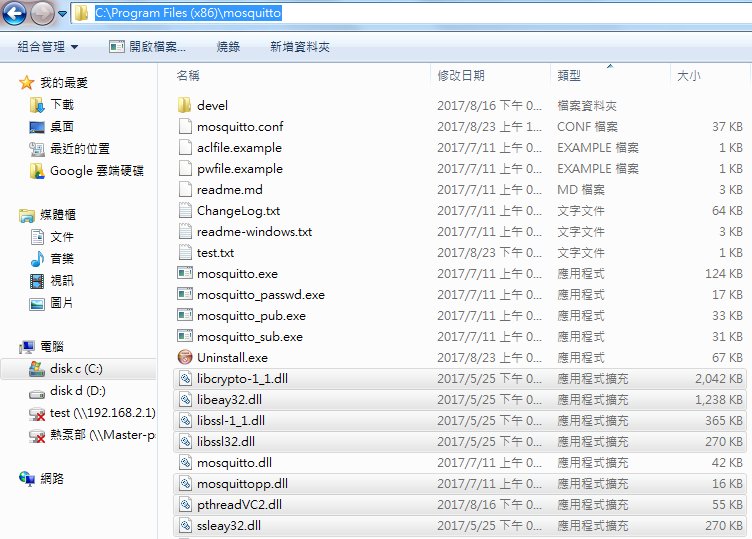 C:\Program Files (x86)\mosquitto
組合管理 開啟檔案... 燒錄 新增資料夾
我的最愛
下載
桌面
最近的位置
Google 雲端硬碟
媒體櫃
文件
音樂
視訊
圖片
電腦
disk c (C:)
disk d (D:)
test (\\192.168.2.1)
熱泵部 (\\Master-ps
網路
名稱 修改日期 類型 大小
devel 2017/8/16 下午 0... 檔案資料夾
mosquitto.conf 2017/8/23 上午 1... CONF 檔案 37 KB
aclfile.example 2017/7/11 上午 0... EXAMPLE 檔案 1 KB
pwfile.example 2017/7/11 上午 0... EXAMPLE 檔案 1 KB
readme.md 2017/7/11 上午 0... MD 檔案 3 KB
ChangeLog.txt 2017/7/11 上午 0... 文字文件 64 KB
readme-windows.txt 2017/7/11 上午 0... 文字文件 3 KB
test.txt 2017/8/23 下午 0... 文字文件 1 KB
mosquitto.exe 2017/7/11 上午 0... 應用程式 124 KB
mosquitto_passwd.exe 2017/7/11 上午 0... 應用程式 17 KB
mosquitto_pub.exe 2017/7/11 上午 0... 應用程式 33 KB
mosquitto_sub.exe 2017/7/11 上午 0... 應用程式 31 KB
Uninstall.exe 2017/8/23 上午 0... 應用程式 67 KB
libcrypto-1_1.dll 2017/5/25 下午 0... 應用程式擴充 2,042 KB
libeay32.dll 2017/5/25 下午 0... 應用程式擴充 1,238 KB
libssl-1_1.dll 2017/5/25 下午 0... 應用程式擴充 365 KB
libssl32.dll 2017/5/25 下午 0... 應用程式擴充 270 KB
mosquitto.dll 2017/7/11 上午 0... 應用程式擴充 42 KB
mosquittopp.dll 2017/7/11 上午 0... 應用程式擴充 16 KB
pthreadVC2.dll 2017/8/16 下午 0... 應用程式擴充 55 KB
ssleay32.dll 2017/5/25 下午 0... 應用程式擴充 270 KB